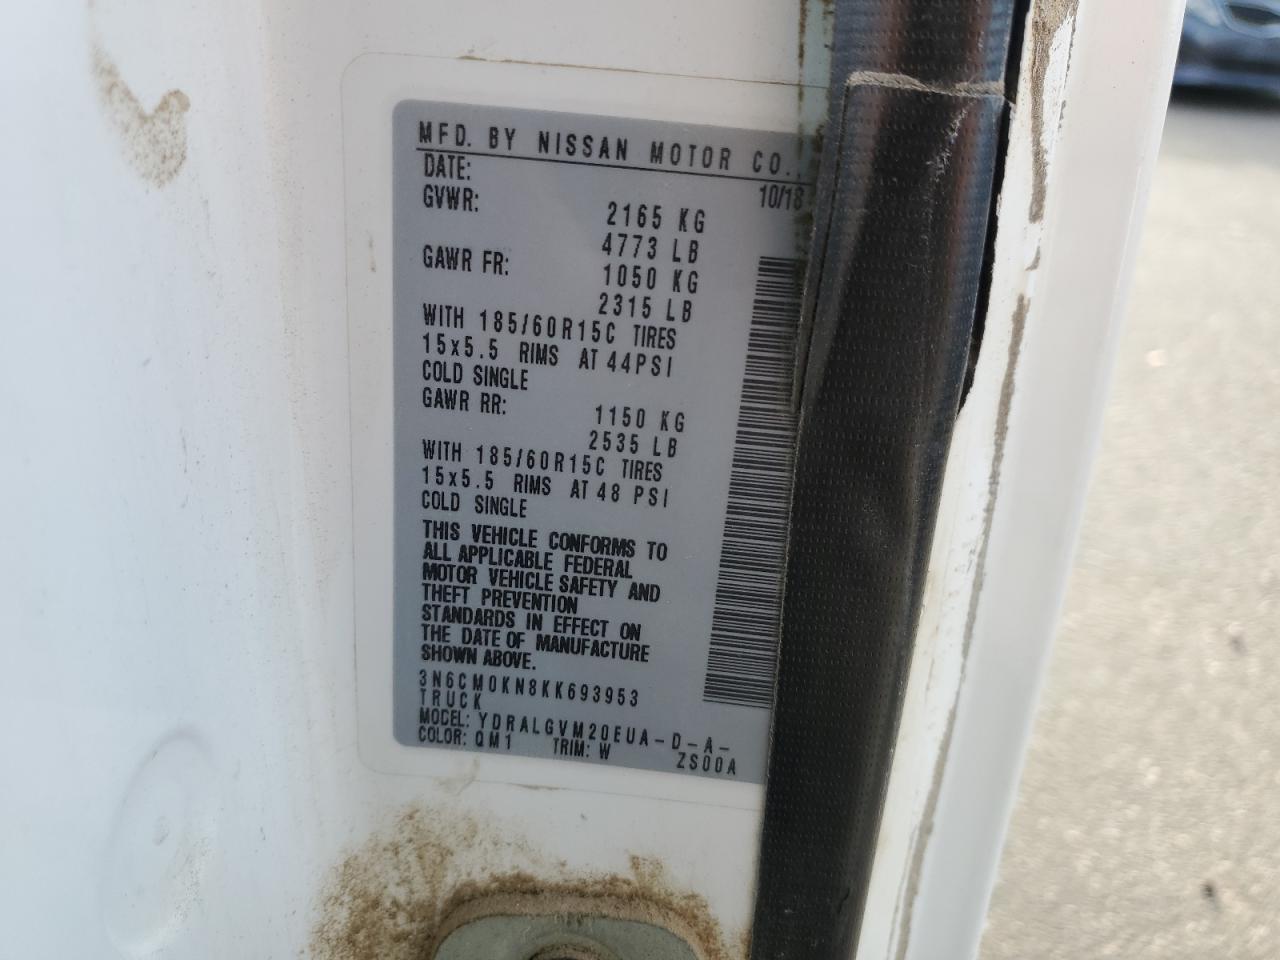 MFD. BY NISSAN MOTOR CO.,
DATE: 10/18
GVWR: 2165 KG
4773 LB
GAWR FR: 1050 KG
2315 LB
WITH 185/60R15C TIRES
15x5.5 RIMS AT 44PSI
COLD SINGLE
GAWR RR: 1150 KG
2535 LB
WITH 185/60R15C TIRES
15x5.5 RIMS AT 48 PSI
COLD SINGLE
THIS VEHICLE CONFORMS TO
ALL APPLICABLE FEDERAL
MOTOR VEHICLE SAFETY AND
THEFT PREVENTION
STANDARDS IN EFFECT ON
THE DATE OF MANUFACTURE
SHOWN ABOVE.
3N6CM0KN8KK693953
TRUCK
MODEL: YDRALGVM20EUA-D-A-
COLOR: QM1 TRIM: W ZS00A